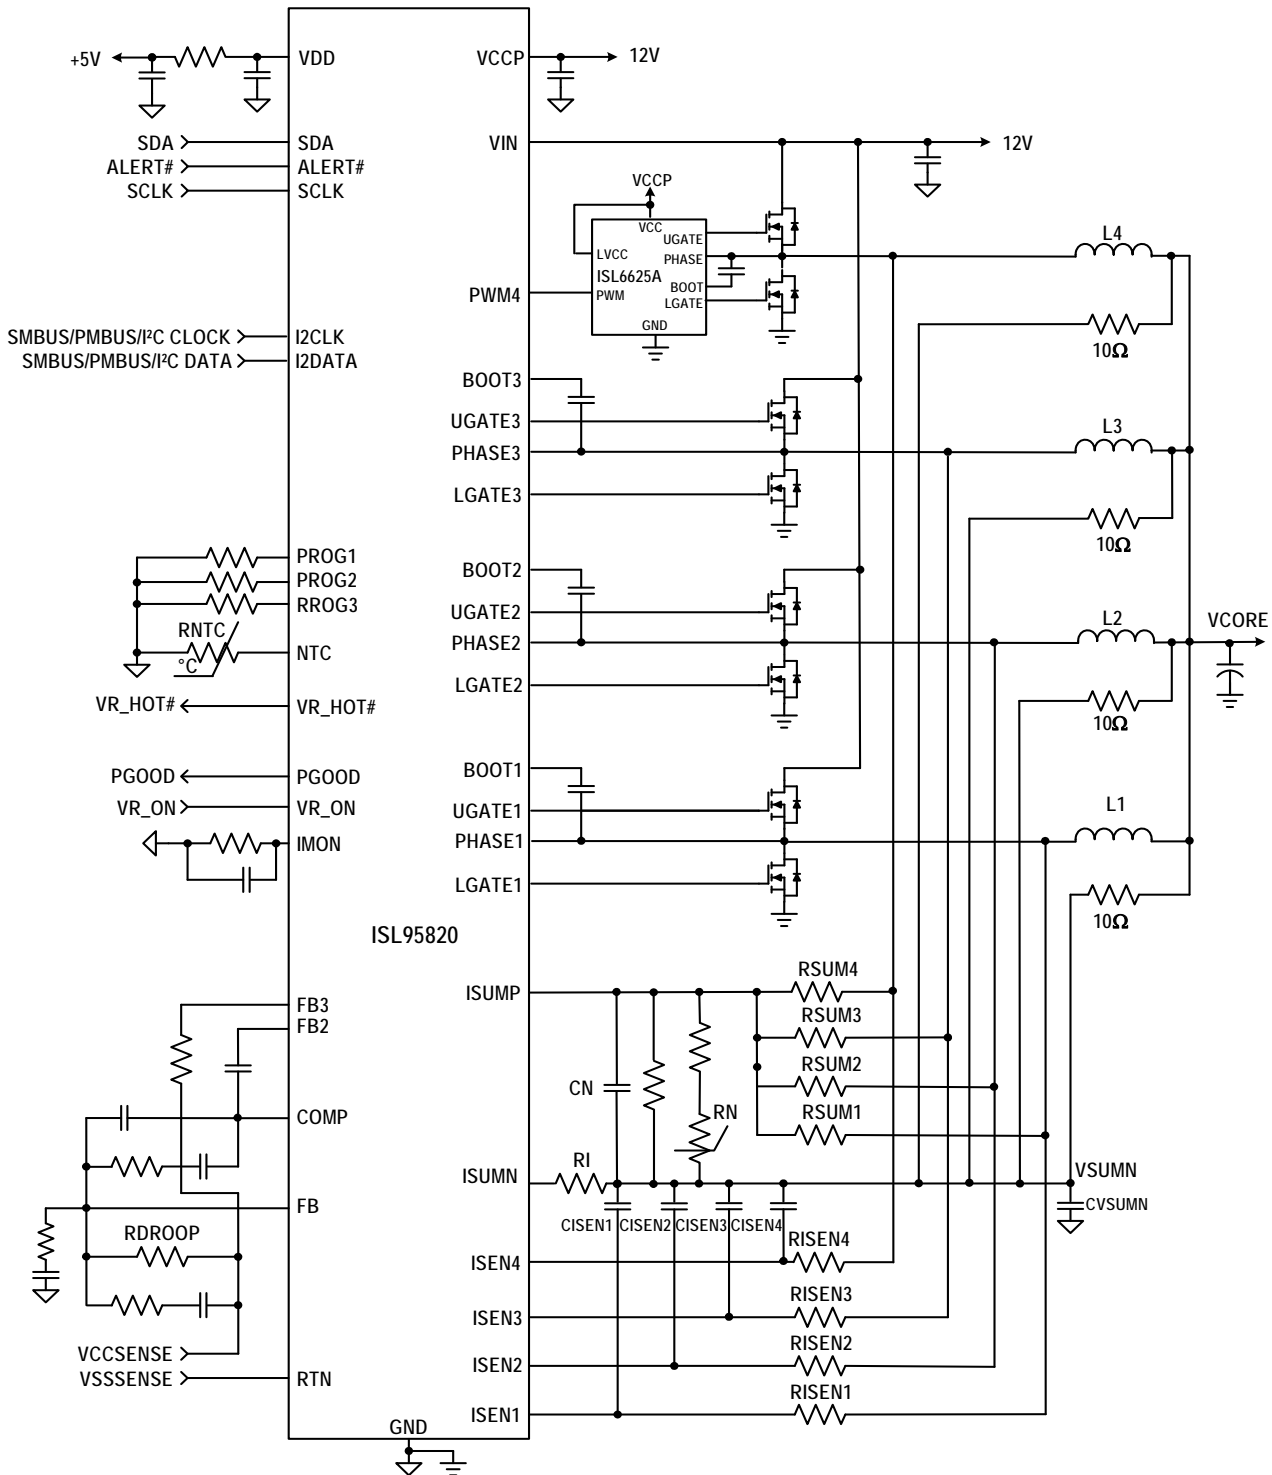 +5V
VDD
VCCP
12V
SDA
SDA
VIN
12V
ALERT#
ALERT#
SCLK
SCLK
VCCP
VCC
UGATE
LVCC
PHASE
ISL6625A
BOOT
PWM4
PWM
LGATE
GND
L4
10Ω
SMBUS/PMBUS/I²C CLOCK
I2CLK
SMBUS/PMBUS/I²C DATA
I2DATA
BOOT3
UGATE3
PHASE3
LGATE3
L3
10Ω
PROG1
PROG2
RROG3
RNTC
°C
NTC
BOOT2
UGATE2
PHASE2
LGATE2
L2
VCORE
10Ω
VR_HOT#
VR_HOT#
PGOOD
PGOOD
VR_ON
VR_ON
IMON
BOOT1
UGATE1
PHASE1
LGATE1
L1
10Ω
ISL95820
ISUMP
RSUM4
RSUM3
RSUM2
RSUM1
CN
RN
FB3
FB2
COMP
FB
RDROOP
ISUMN
RI
VSUMN
CVSUMN
CISEN1
CISEN2
CISEN3
CISEN4
ISEN4
RISEN4
ISEN3
RISEN3
ISEN2
RISEN2
ISEN1
RISEN1
VCCSENSE
VSSSENSE
RTN
GND